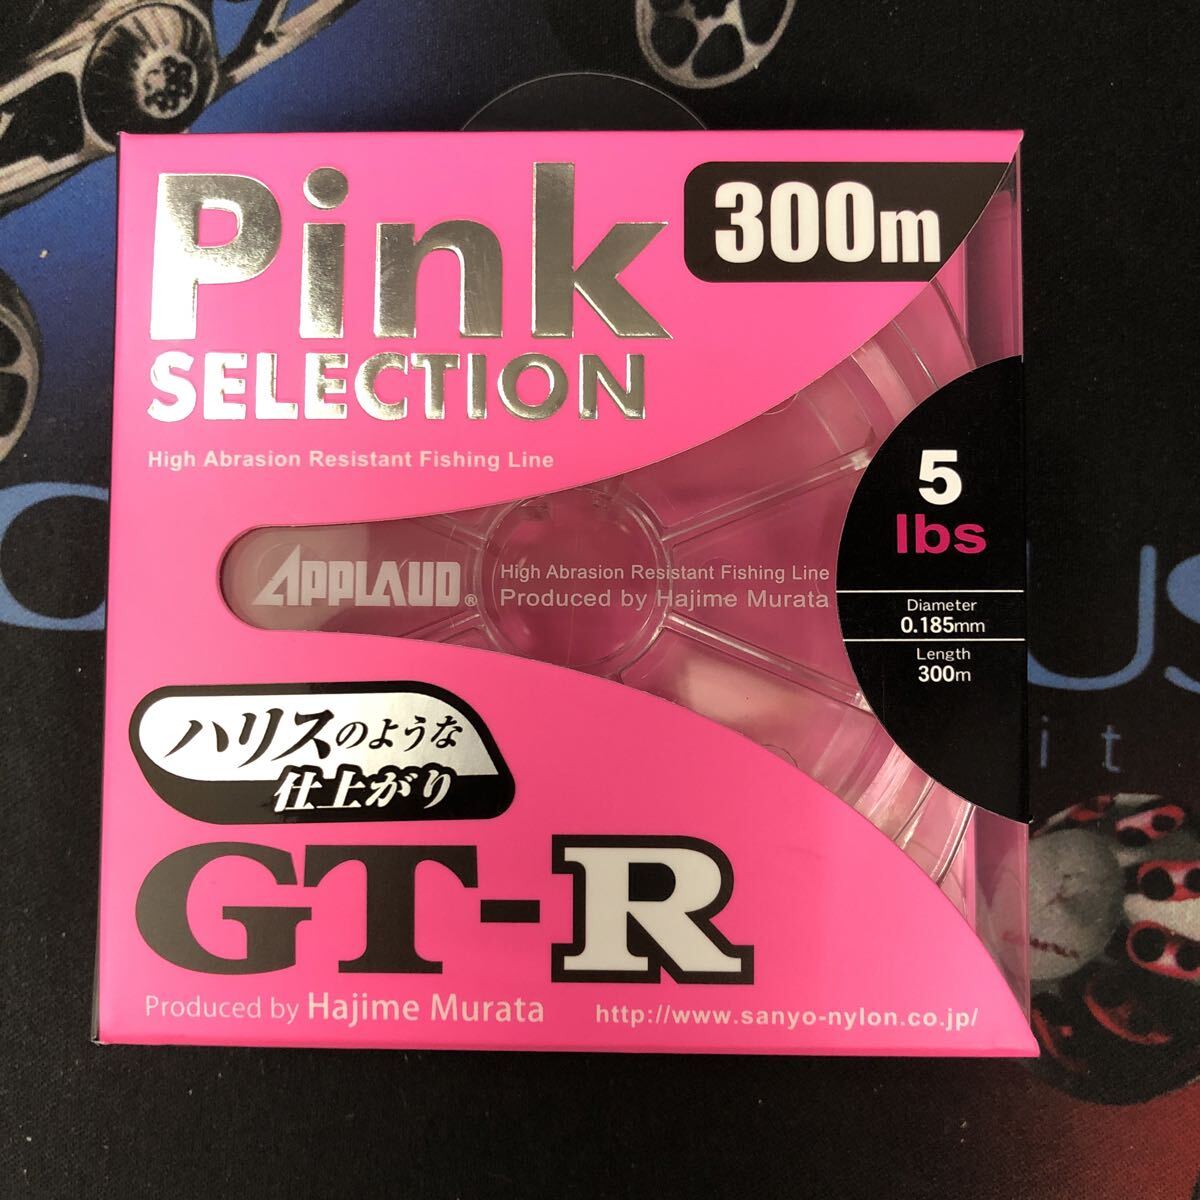 Pink
300m
SELECTION
High Abrasion Resistant Fishing Line
5
lbs
APPLAUD®
High Abrasion Resistant Fishing Line
Produced by Hajime Murata
Diameter
0.185mm
Length
300m
ハリスのような
仕上がり
GT-R
Produced by Hajime Murata
http://www.sanyo-nylon.co.jp/